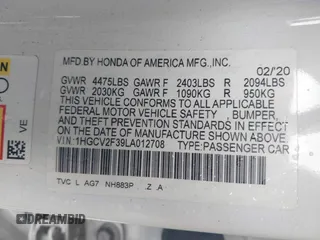 MFD.BY HONDA OF AMERICA MFG.,INC.
02/20
GVWR 4475LBS GAWR F 2403LBS R 2094LBS
GVWR 2030KG GAWR F 1090KG R 950KG
THIS VEHICLE CONFORMS TO ALL APPLICABLE
FEDERAL MOTOR VEHICLE SAFETY, BUMPER,
AND THEFT PREVENTION STANDARDS IN EFFECT
ON THE DATE OF MANUFACTURE SHOWN ABOVE.
VIN:1HGCV2F39LA012708 TYPE:PASSENGER CAR
TVC L AG7 NH883P Z A
VE
DREAMBID